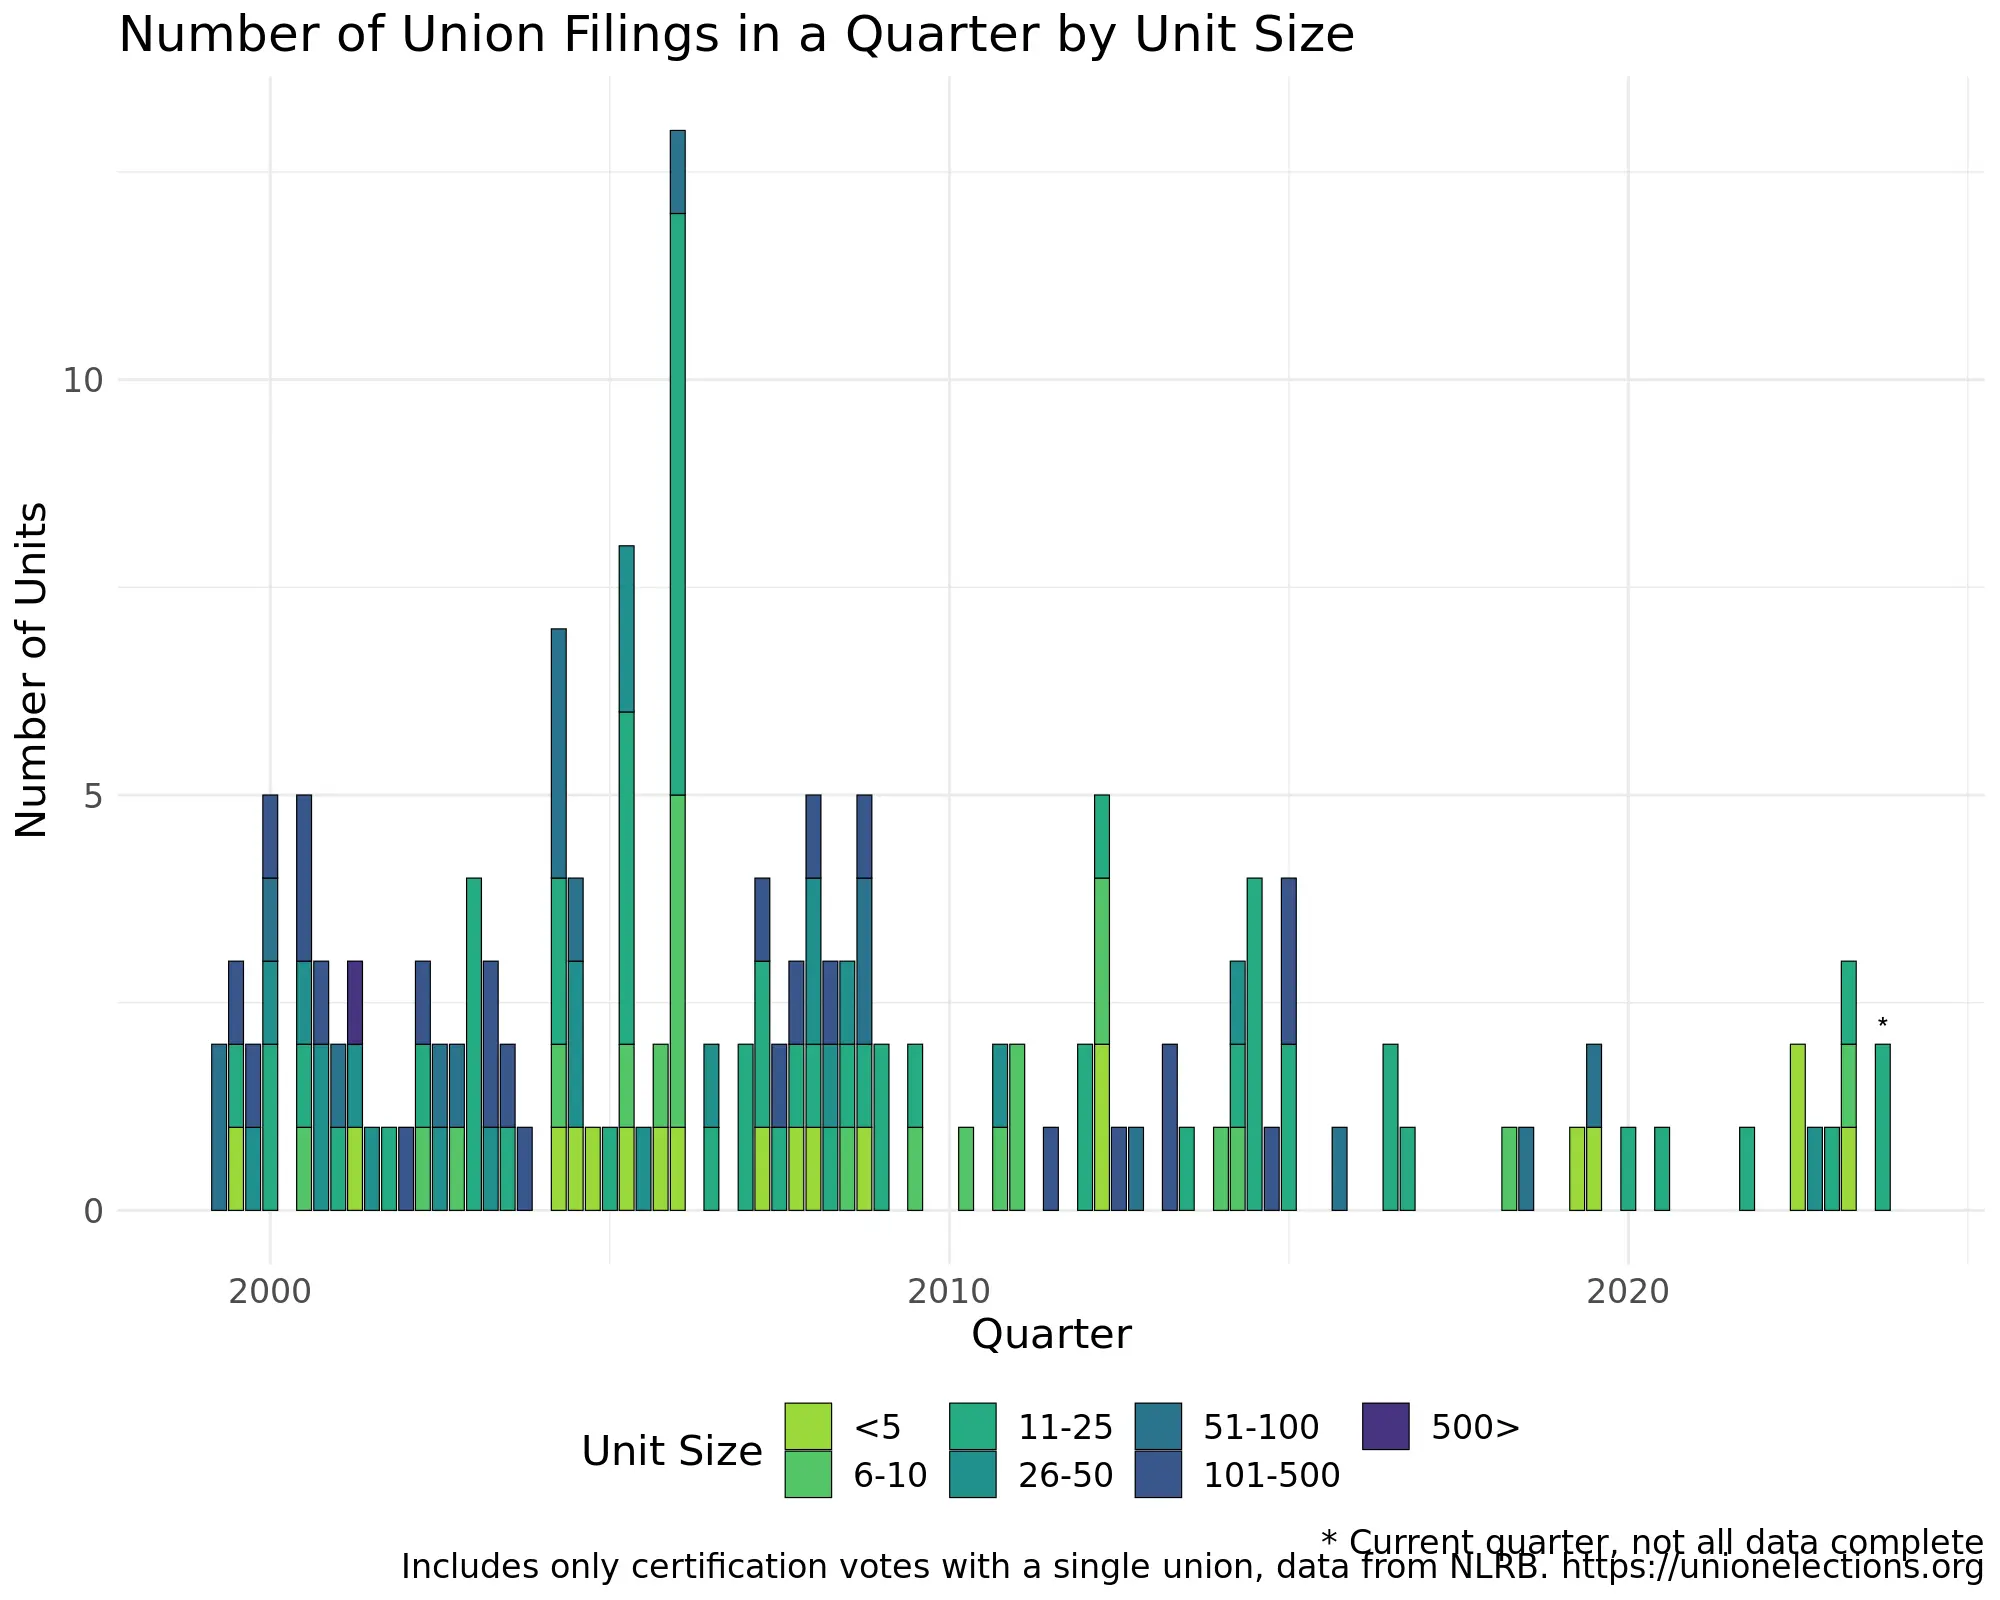 Number of Union Filings in a Quarter by Unit Size
Number of Units
10
5
0
*
2000
2010
2020
Quarter
Unit Size
<5
11-25
51-100
500>
6-10
26-50
101-500
* Current quarter, not all data complete
Includes only certification votes with a single union, data from NLRB. https://unionelections.org